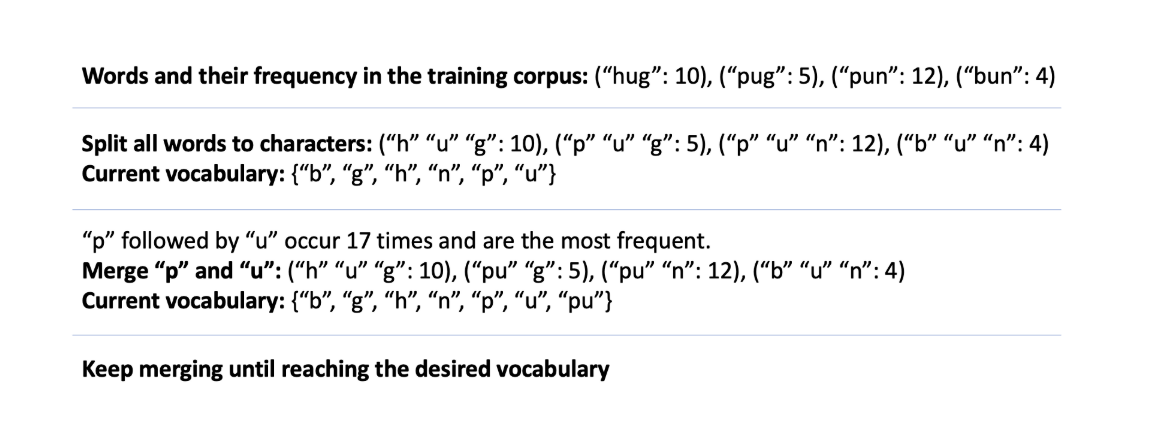 Words and their frequency in the training corpus: (“hug”: 10), (“pug”: 5), (“pun”: 12), (“bun”: 4)
Split all words to characters: (“h” “u” “g”: 10), (“p” “u” “g”: 5), (“p” “u” “n”: 12), (“b” “u” “n”: 4)
Current vocabulary: {“b”, “g”, “h”, “n”, “p”, “u”}
“p” followed by “u” occur 17 times and are the most frequent.
Merge “p” and “u”: (“h” “u” “g”: 10), (“pu” “g”: 5), (“pu” “n”: 12), (“b” “u” “n”: 4)
Current vocabulary: {“b”, “g”, “h”, “n”, “p”, “u”, “pu”}
Keep merging until reaching the desired vocabulary